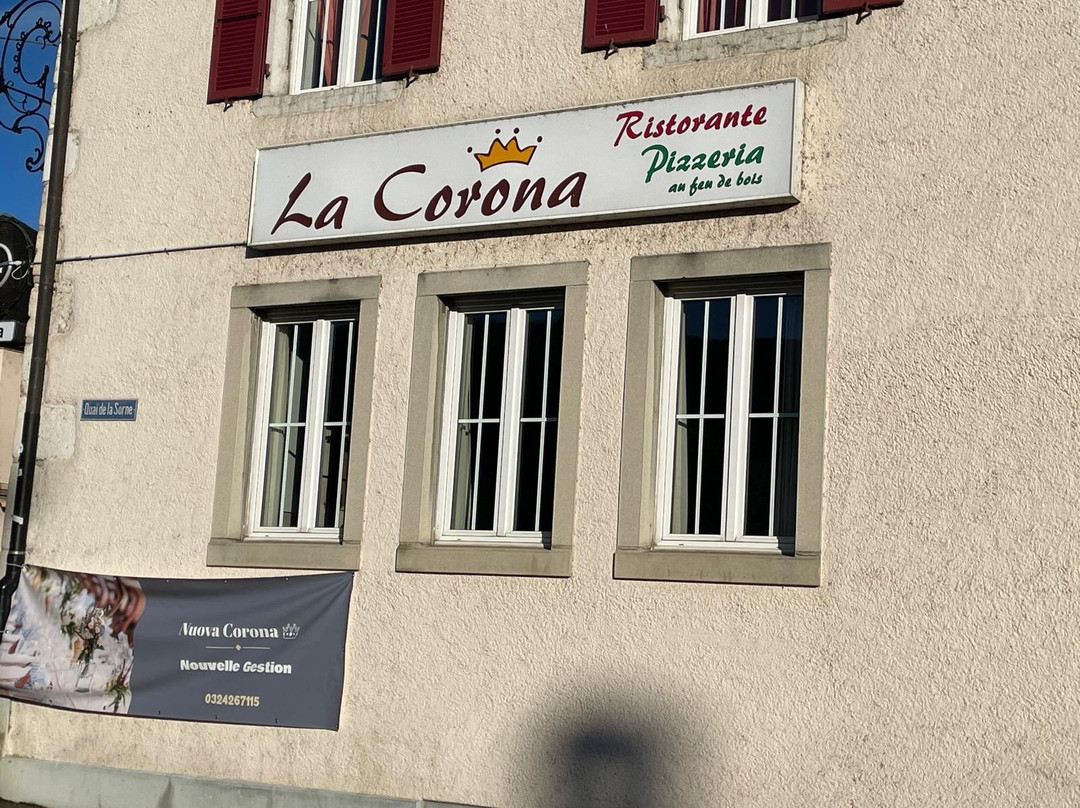 La Corona
Ristorante
Pizzeria
au feu de bois
Quai de la Sorne
Nuova Corona
Nouvelle Gestion
0324267115
a